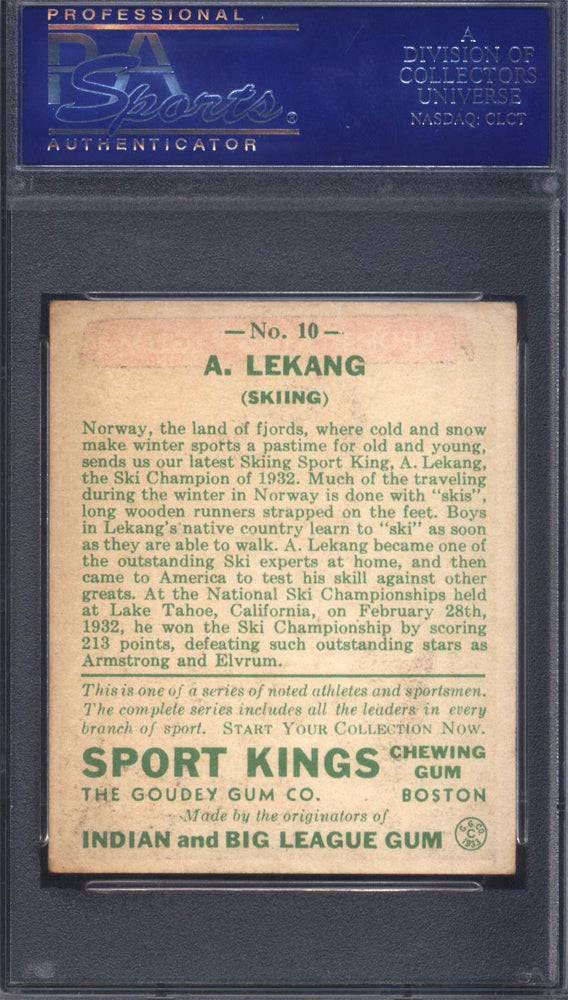 PROFESSIONAL
PSA
Sports
AUTHENTICATOR
A
DIVISION OF
COLLECTORS
UNIVERSE
NASDAQ: CLCT
— No. 10 —
A. LEKANG
(SKIING)
Norway, the land of fjords, where cold and snow
make winter sports a pastime for old and young,
sends us our latest Skiing Sport King, A. Lekang,
the Ski Champion of 1932. Much of the traveling
during the winter in Norway is done with "skis",
long wooden runners strapped on the feet. Boys
in Lekang's native country learn to "ski" as soon
as they are able to walk. A. Lekang became one of
the outstanding Ski experts at home, and then
came to America to test his skill against other
greats. At the National Ski Championships held
at Lake Tahoe, California, on February 28th,
1932, he won the Ski Championship by scoring
213 points, defeating such outstanding stars as
Armstrong and Elvrum.
This is one of a series of noted athletes and sportsmen.
The complete series includes all the leaders in every
branch of sport. START YOUR COLLECTION NOW.
SPORT KINGS CHEWING GUM
THE GOUDEY GUM CO. BOSTON
Made by the originators of
INDIAN and BIG LEAGUE GUM
G. G. CO.
C
1933